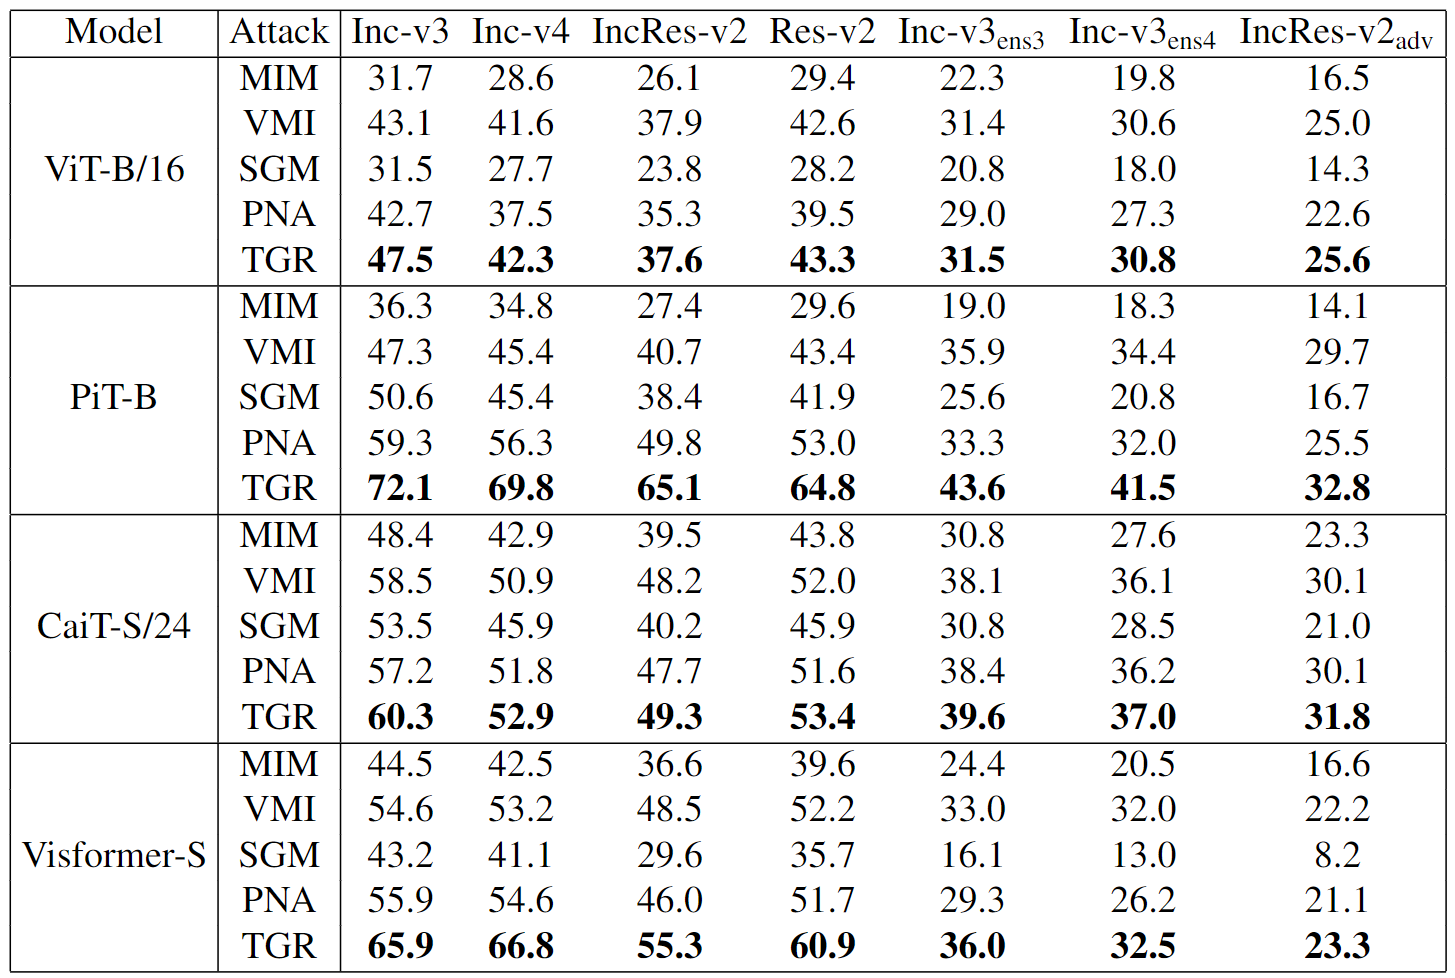 Model Attack Inc-v3 Inc-v4 IncRes-v2 Res-v2 Inc-v3ens3 Inc-v3ens4 IncRes-v2adv
MIM 31.7 28.6 26.1 29.4 22.3 19.8 16.5
VMI 43.1 41.6 37.9 42.6 31.4 30.6 25.0
ViT-B/16 SGM 31.5 27.7 23.8 28.2 20.8 18.0 14.3
PNA 42.7 37.5 35.3 39.5 29.0 27.3 22.6
TGR 47.5 42.3 37.6 43.3 31.5 30.8 25.6
MIM 36.3 34.8 27.4 29.6 19.0 18.3 14.1
VMI 47.3 45.4 40.7 43.4 35.9 34.4 29.7
PiT-B SGM 50.6 45.4 38.4 41.9 25.6 20.8 16.7
PNA 59.3 56.3 49.8 53.0 33.3 32.0 25.5
TGR 72.1 69.8 65.1 64.8 43.6 41.5 32.8
MIM 48.4 42.9 39.5 43.8 30.8 27.6 23.3
VMI 58.5 50.9 48.2 52.0 38.1 36.1 30.1
CaiT-S/24 SGM 53.5 45.9 40.2 45.9 30.8 28.5 21.0
PNA 57.2 51.8 47.7 51.6 38.4 36.2 30.1
TGR 60.3 52.9 49.3 53.4 39.6 37.0 31.8
MIM 44.5 42.5 36.6 39.6 24.4 20.5 16.6
VMI 54.6 53.2 48.5 52.2 33.0 32.0 22.2
Visformer-S SGM 43.2 41.1 29.6 35.7 16.1 13.0 8.2
PNA 55.9 54.6 46.0 51.7 29.3 26.2 21.1
TGR 65.9 66.8 55.3 60.9 36.0 32.5 23.3